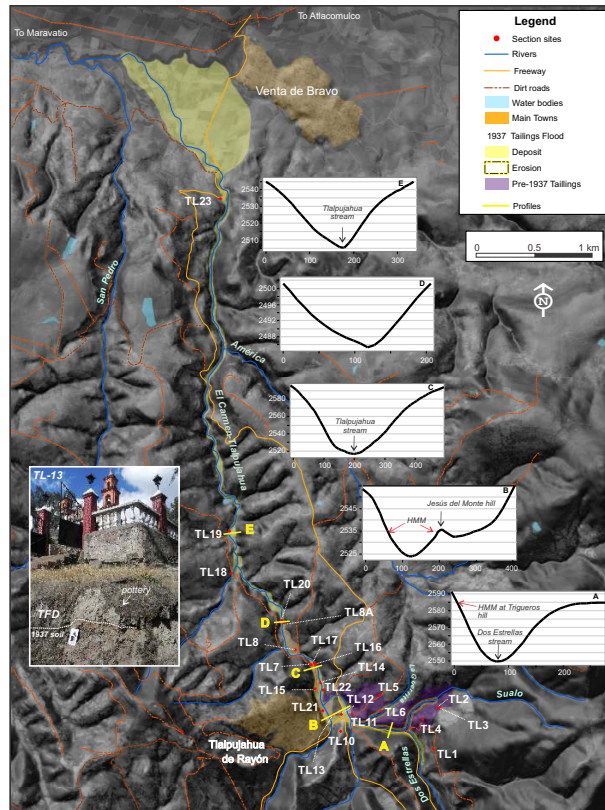 To Atlacomulco
To Maravatio
Venta de Bravo
Legend
Section sites
Rivers
Freeway
Dirt roads
Water bodies
Main Towns
1937 Tailings Flood
Deposit
Erosion
Pre-1937 Taillings
Profiles
0 0.5 1 km
N
TL23
San Pedro
América
El Carmen-Tlalpujahua
E
2540
2530
2520
2510
Tlalpujahua
stream
0 100 200 300
D
2500
2496
2492
2488
0 100 200
C
2580
2560
2540
2520
Tlalpujahua
stream
0 100 200 300 400
B
2545
2535
2525
Jesús del Monte hill
HMM
0 100 200 300 400
A
2590
2580
2570
2560
2550
HMM at Trigueros
hill
Dos Estrellas
stream
0 100 200
TL-13
pottery
TFD
1937 soil
TL19
E
TL18
TL20
D
TL8A
TL8
TL17
TL16
TL7
C
TL14
TL15
TL22
TL12
TL5
TL21
B
TL11
TL6
TL10
A
TL4
TL2
TL3
TL1
TL13
Sualo
Dos Estrellas
Tlalpujahua
de Rayón